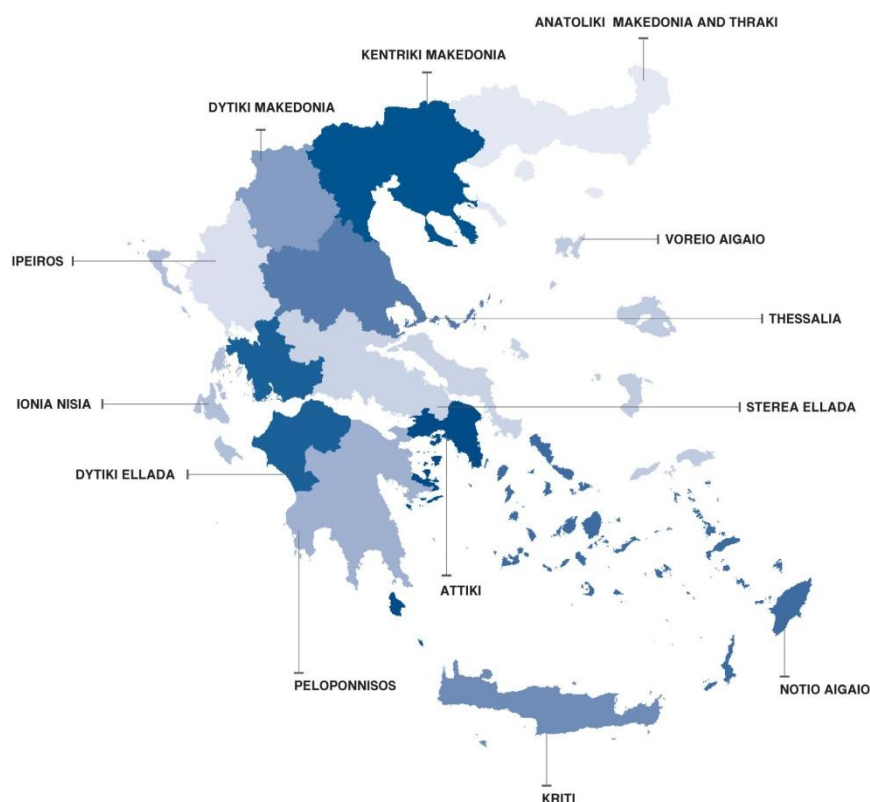 ANATOLIKI MAKEDONIA AND THRAKI
KENTRIKI MAKEDONIA
DYTIKI MAKEDONIA
VOREIO AIGAIO
IPEIROS
THESSALIA
IONIA NISIA
STEREA ELLADA
DYTIKI ELLADA
ATTIKI
PELOPONNISOS
NOTIO AIGAIO
KRITI